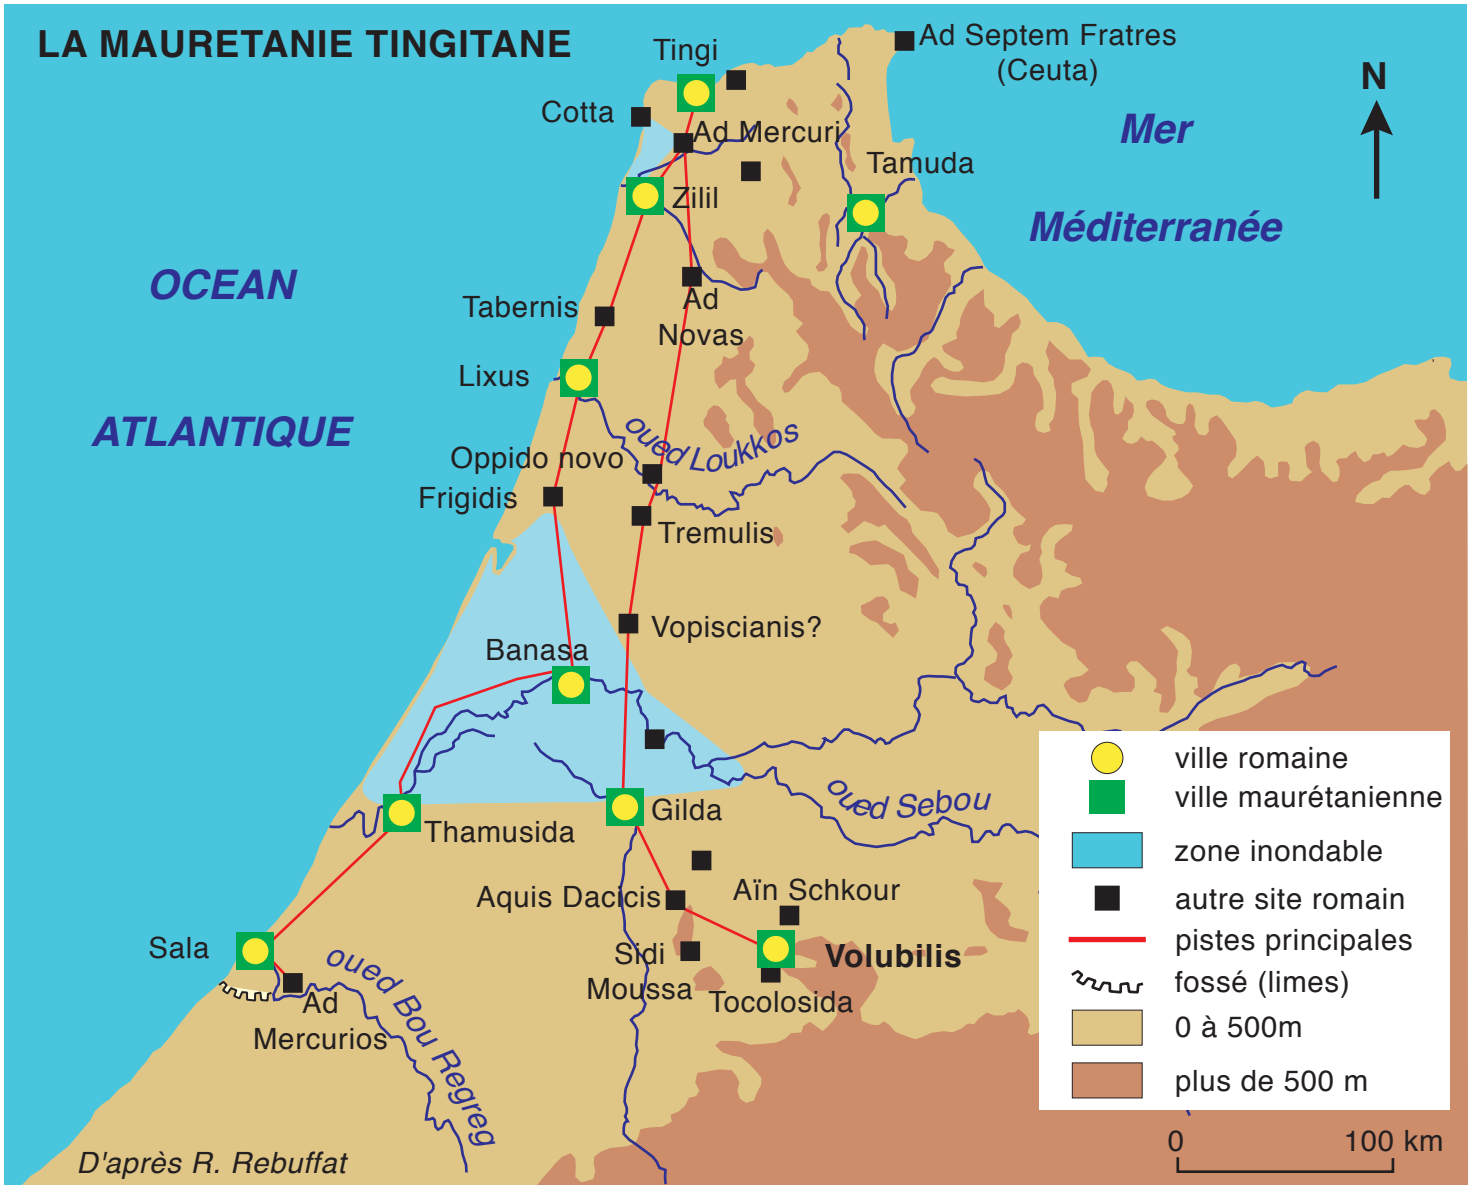 LA MAURETANIE TINGITANE
Tingi
Ad Septem Fratres
(Ceuta)
N
Cotta
Ad Mercuri
Mer
Tamuda
Zilil
Méditerranée
OCEAN
Tabernis
Ad
Novas
Lixus
ATLANTIQUE
oued Loukkos
Oppido novo
Frigidis
Tremulis
Vopiscianis?
Banasa
oued Sebou
Gilda
Thamusida
Aquis Dacicis
Aïn Schkour
Sala
oued Bou Regreg
Sidi
Moussa
Volubilis
Tocolosida
Ad
Mercurios
ville romaine
ville maurétanienne
zone inondable
autre site romain
pistes principales
fossé (limes)
0 à 500m
plus de 500 m
0 100 km
D'après R. Rebuffat